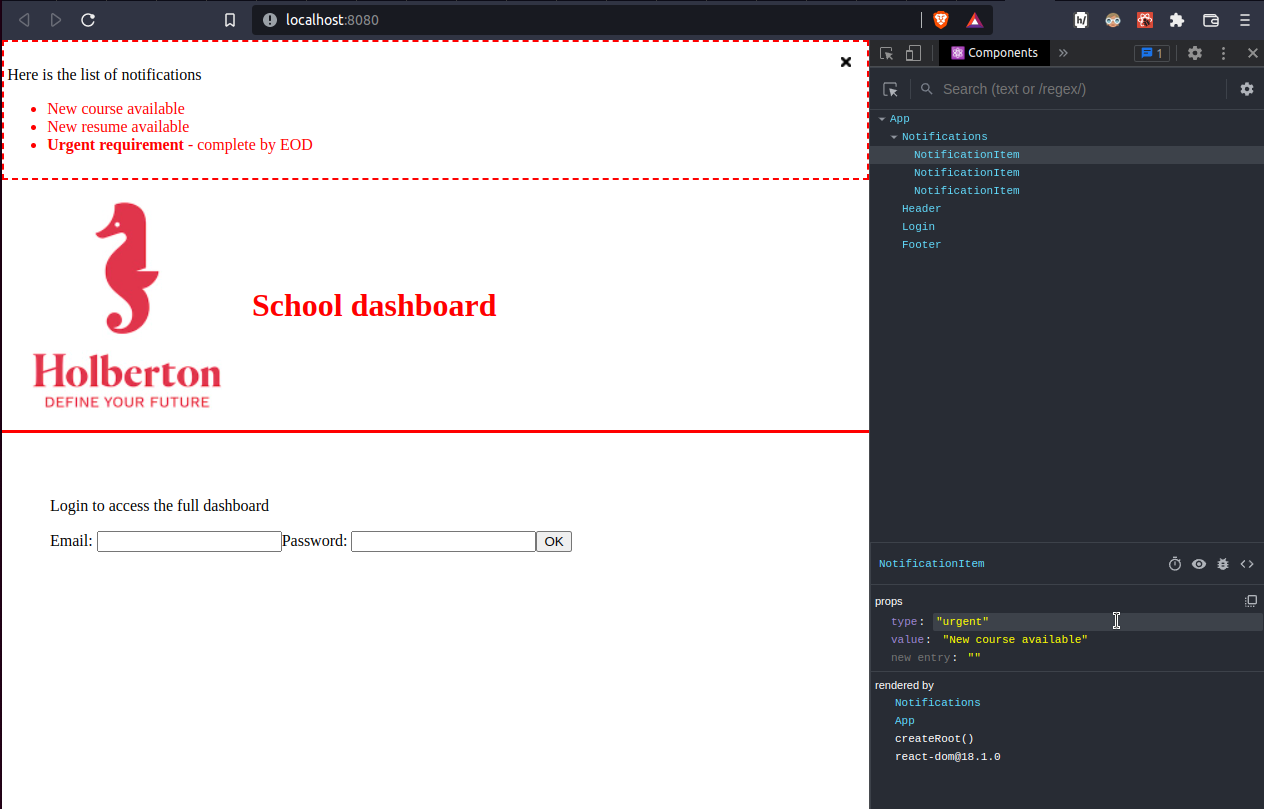 localhost:8080
h/
Here is the list of notifications
New course available
New resume available
Urgent requirement - complete by EOD
Holberton
DEFINE YOUR FUTURE
School dashboard
Login to access the full dashboard
Email: Password: OK
Components » 1
Search (text or /regex/)
App
Notifications
NotificationItem
NotificationItem
NotificationItem
Header
Login
Footer
NotificationItem
props
type: "urgent"
value: "New course available"
new entry: ""
rendered by
Notifications
App
createRoot()
react-dom@18.1.0